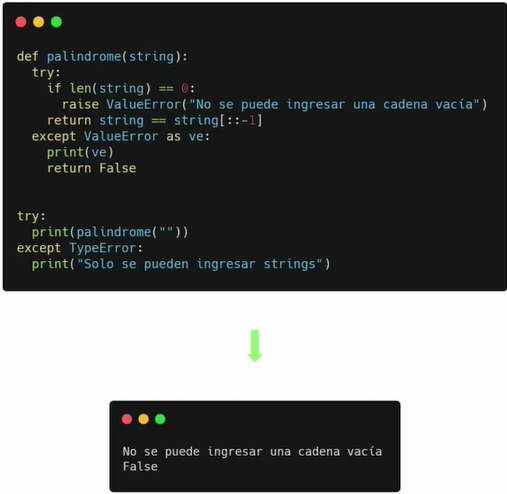 def palindrome(string):
  try:
    if len(string) == 0:
      raise ValueError("No se puede ingresar una cadena vacía")
    return string == string[::-1]
  except ValueError as ve:
    print(ve)
    return False
try:
  print(palindrome(""))
except TypeError:
  print("Solo se pueden ingresar strings")
No se puede ingresar una cadena vacía
False